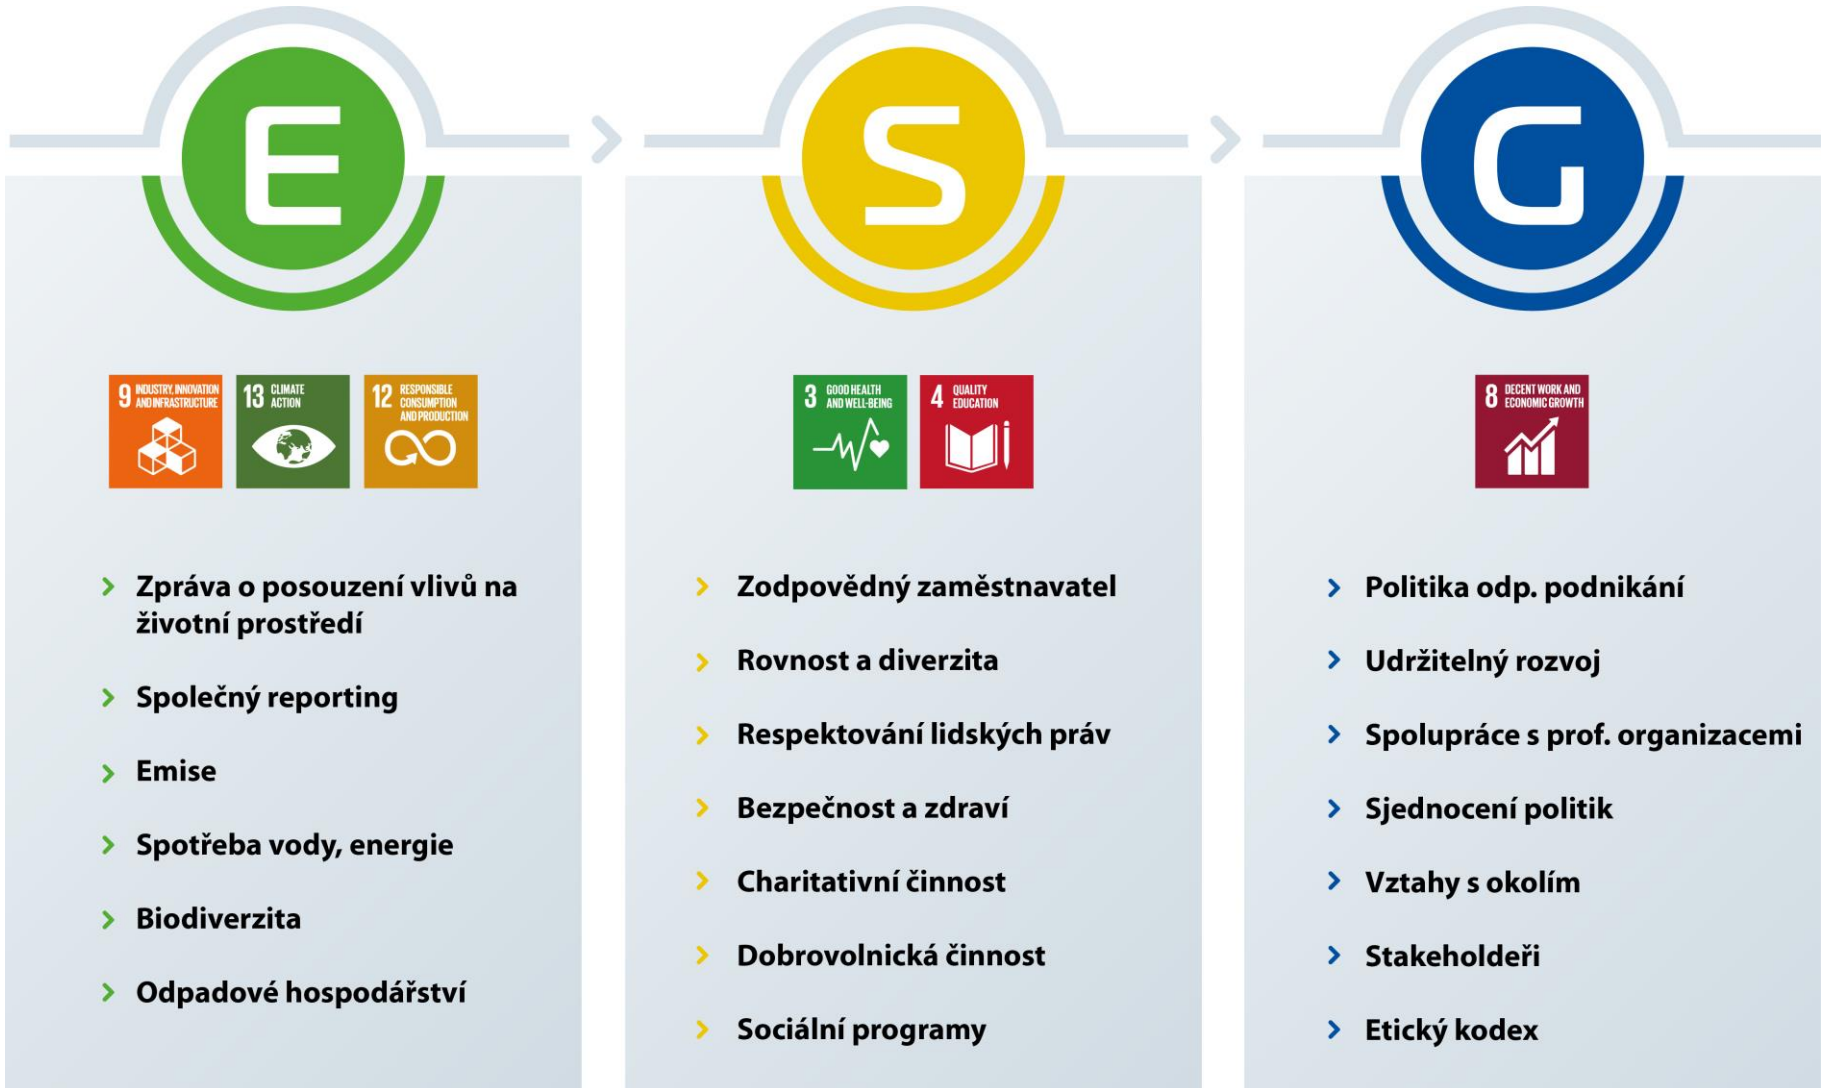 E
9 INDUSTRY, INNOVATION
AND INFRASTRUCTURE
13 CLIMATE
ACTION
12 RESPONSIBLE
CONSUMPTION
AND PRODUCTION
Zpráva o posouzení vlivů na
životní prostředí
Společný reporting
Emise
Spotřeba vody, energie
Biodiverzita
Odpadové hospodářství
S
3 GOOD HEALTH
AND WELL-BEING
4 QUALITY
EDUCATION
Zodpovědný zaměstnavatel
Rovnost a diverzita
Respektování lidských práv
Bezpečnost a zdraví
Charitativní činnost
Dobrovolnická činnost
Sociální programy
G
8 DECENT WORK AND
ECONOMIC GROWTH
Politika odp. podnikání
Udržitelný rozvoj
Spolupráce s prof. organizacemi
Sjednocení politik
Vztahy s okolím
Stakeholdeři
Etický kodex